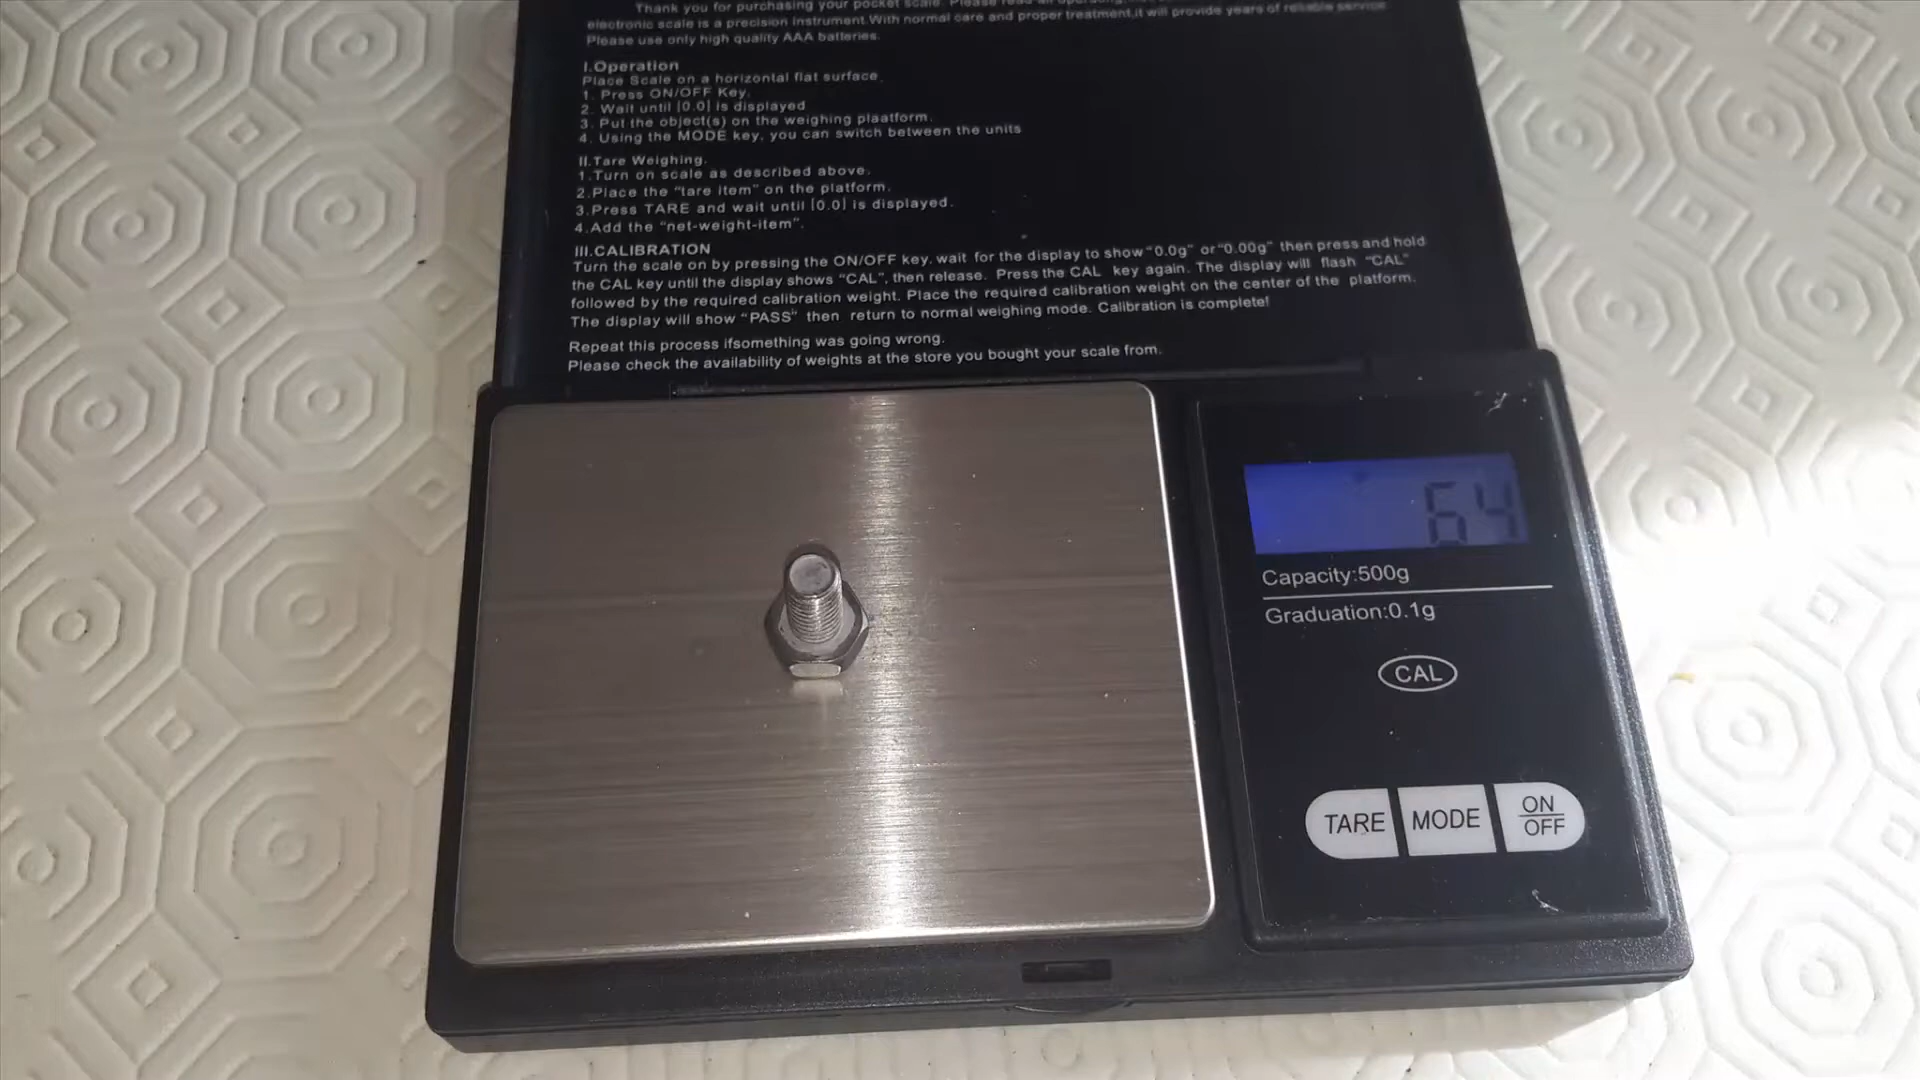 Thank you for purchasing your pocket scale. Please read all
electronic scale is a precision instrument.With normal care and proper treatment,it will provide years of reliable service
Please use only high quality AAA batteries.
I.Operation
Place Scale on a horizontal flat surface.
1. Press ON/OFF Key.
2. Wait until [0.0] is displayed
3. Put the object(s) on the weighing plaatform.
4. Using the MODE key, you can switch between the units
II.Tare Weighing.
1.Turn on scale as described above.
2.Place the "tare item" on the platform.
3.Press TARE and wait until [0.0] is displayed.
4.Add the "net-weight-item".
III.CALIBRATION
Turn the scale on by pressing the ON/OFF key, wait for the display to show "0.0g" or "0.00g" then press and hold
the CAL key until the display shows "CAL", then release. Press the CAL key again. The display will flash "CAL"
followed by the required calibration weight. Place the required calibration weight on the center of the platform.
The display will show "PASS" then return to normal weighing mode. Calibration is complete!
Repeat this process ifsomething was going wrong.
Please check the availability of weights at the store you bought your scale from.
64
Capacity:500g
Graduation:0.1g
CAL
TARE
MODE
ON
OFF